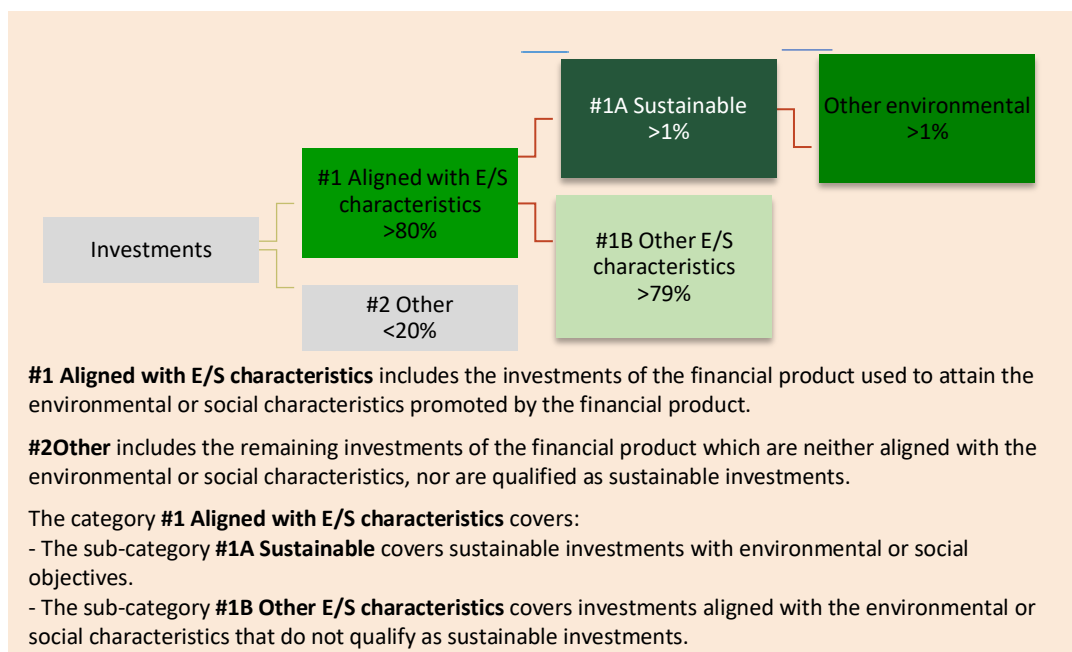 #1A Sustainable
>1%
Other environmental
>1%
#1 Aligned with E/S
characteristics
>80%
Investments
#1B Other E/S
characteristics
>79%
#2 Other
<20%
#1 Aligned with E/S characteristics includes the investments of the financial product used to attain the
environmental or social characteristics promoted by the financial product.
#2Other includes the remaining investments of the financial product which are neither aligned with the
environmental or social characteristics, nor are qualified as sustainable investments.
The category #1 Aligned with E/S characteristics covers:
- The sub-category #1A Sustainable covers sustainable investments with environmental or social
objectives.
- The sub-category #1B Other E/S characteristics covers investments aligned with the environmental or
social characteristics that do not qualify as sustainable investments.